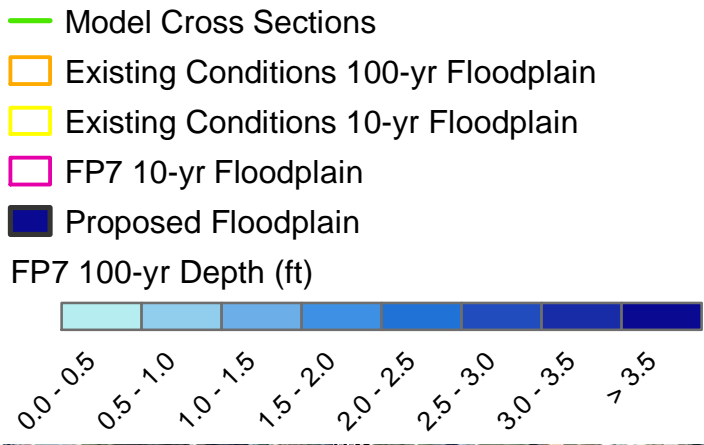 Model Cross Sections
Existing Conditions 100-yr Floodplain
Existing Conditions 10-yr Floodplain
FP7 10-yr Floodplain
Proposed Floodplain
FP7 100-yr Depth (ft)
0.0 - 0.5
0.5 - 1.0
1.0 - 1.5
1.5 - 2.0
2.0 - 2.5
2.5 - 3.0
3.0 - 3.5
> 3.5